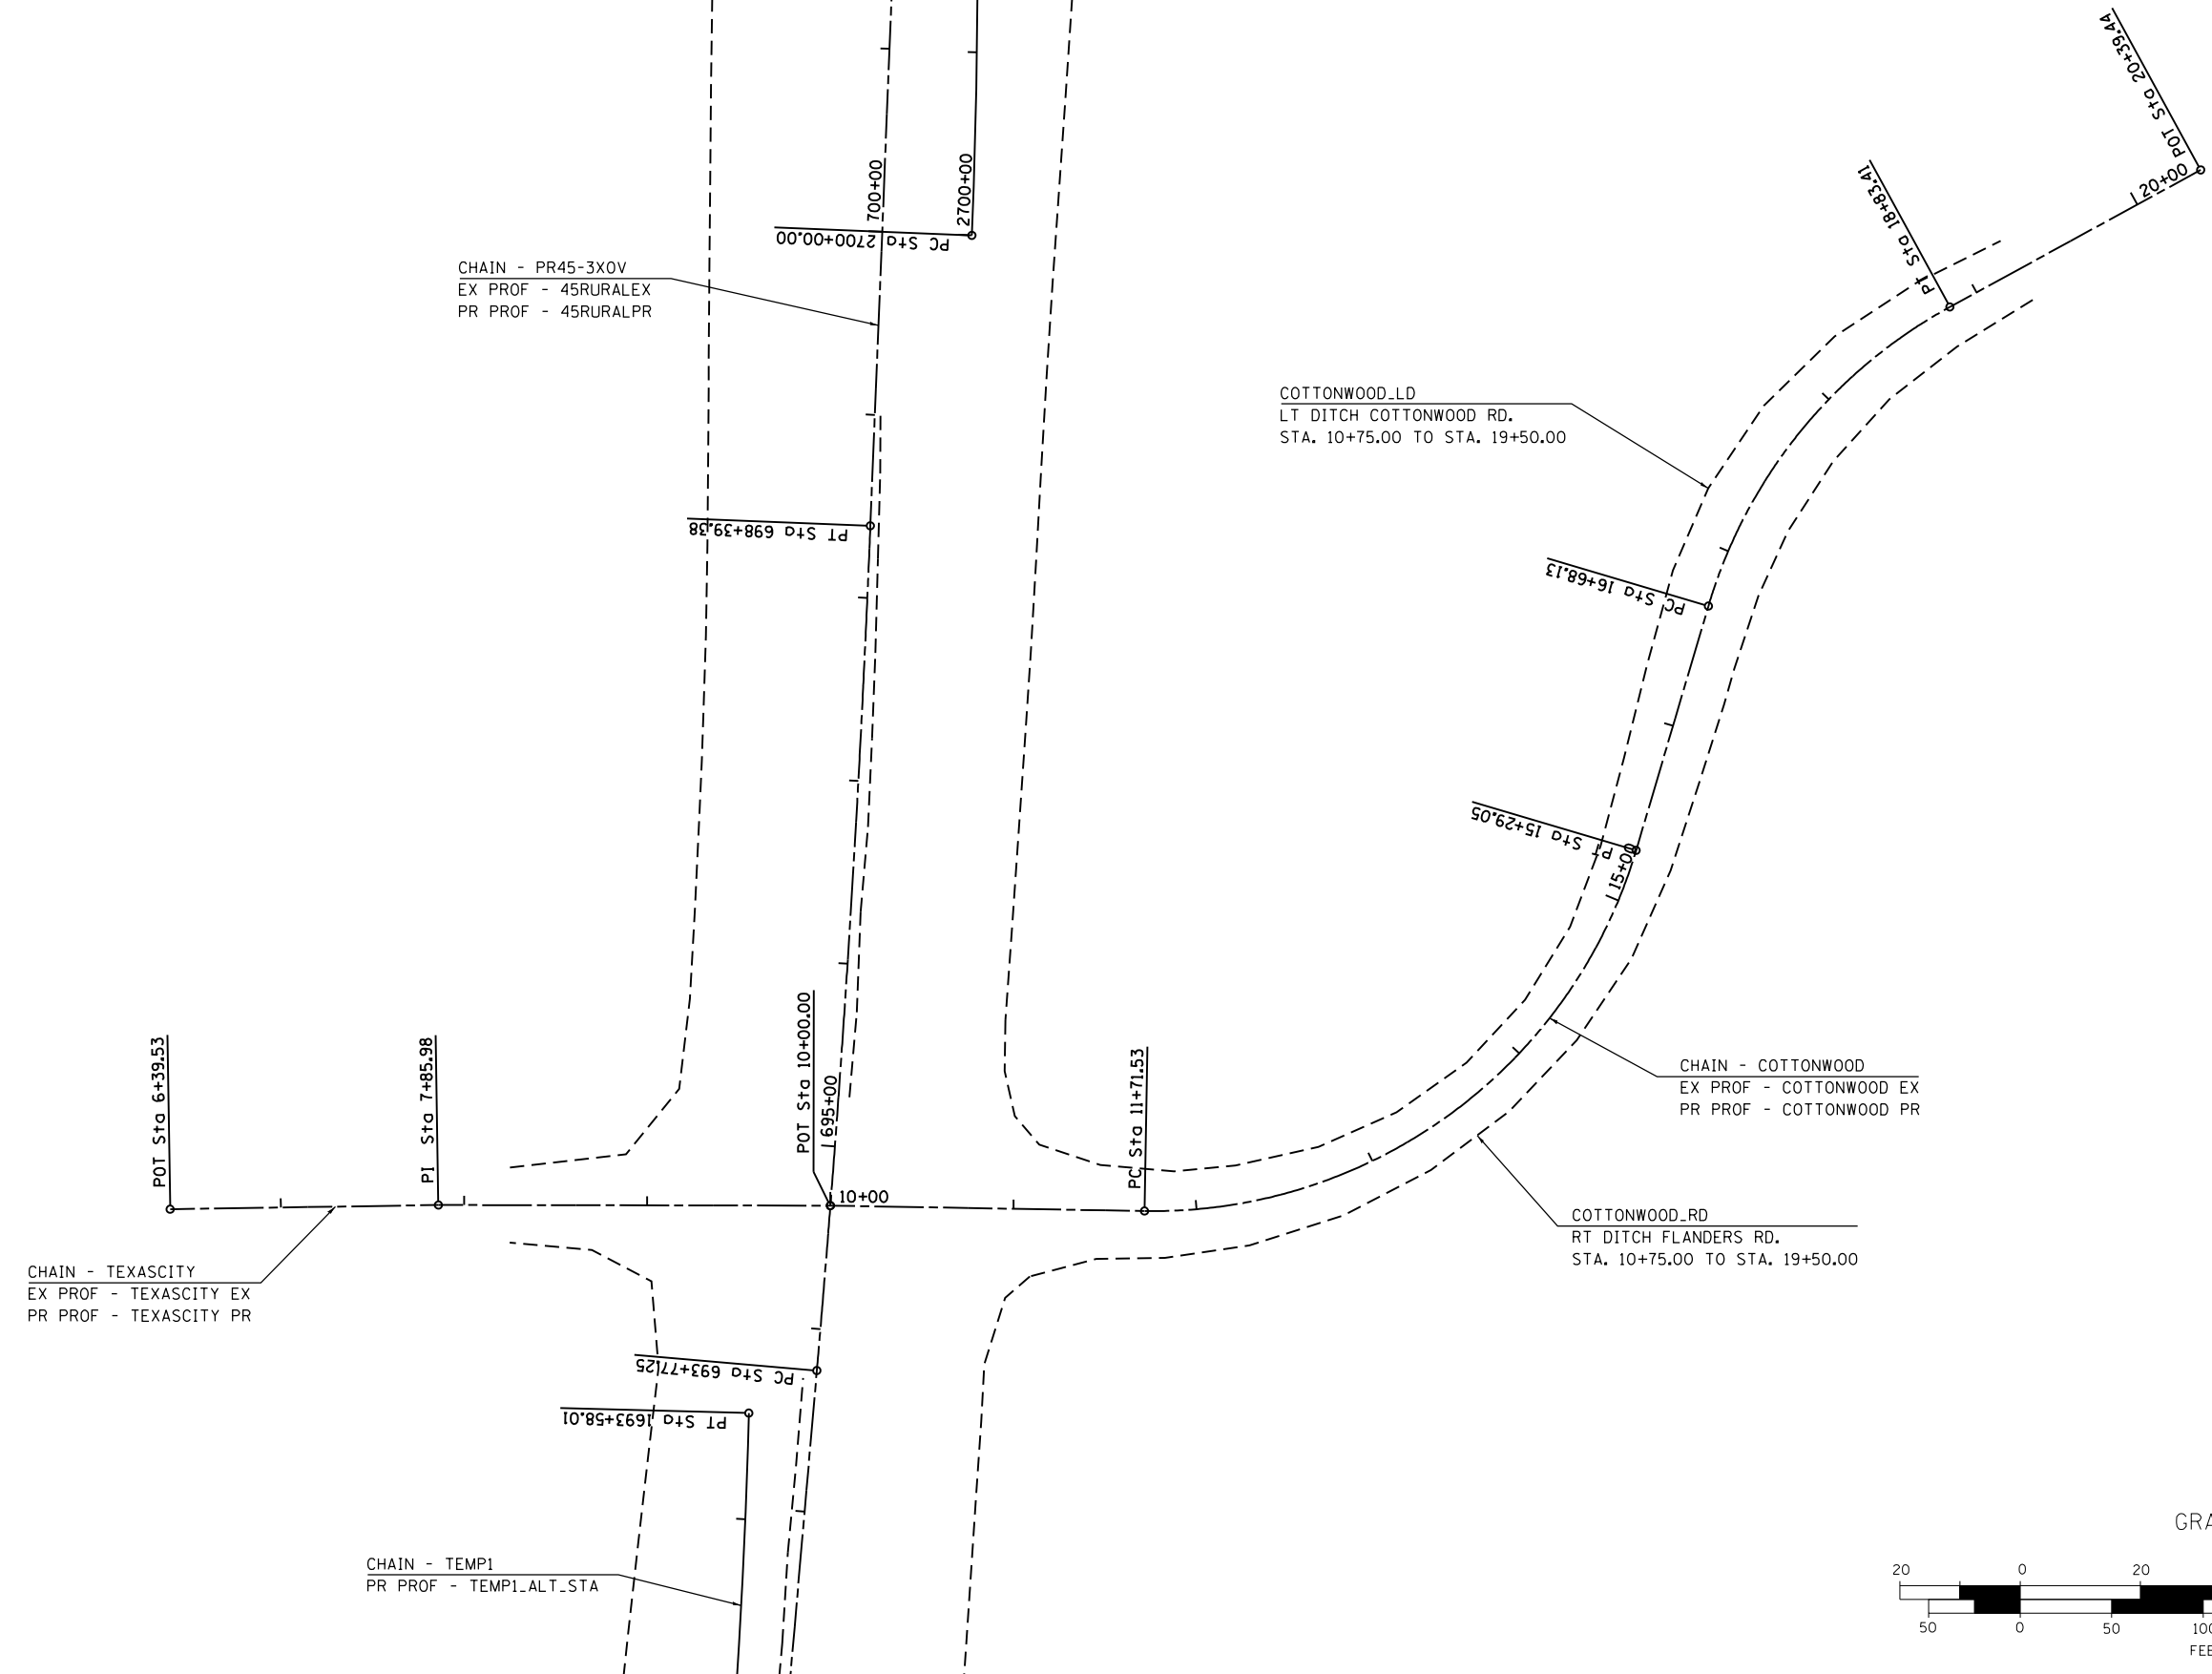 POT Sta 20+39.44
20+00
PT Sta 18+83.41
700+00
2700+00
PC Sta 2700+00.00
CHAIN - PR45-3XOV
EX PROF - 45RURALEX
PR PROF - 45RURALPR
COTTONWOOD_LD
LT DITCH COTTONWOOD RD.
STA. 10+75.00 TO STA. 19+50.00
PT Sta 698+39.38
PC Sta 16+68.13
PT Sta 15+29.05
15+00
POT Sta 6+39.53
PI Sta 7+85.98
POT Sta 10+00.00
695+00
10+00
PC Sta 11+71.53
CHAIN - COTTONWOOD
EX PROF - COTTONWOOD EX
PR PROF - COTTONWOOD PR
COTTONWOOD_RD
RT DITCH FLANDERS RD.
STA. 10+75.00 TO STA. 19+50.00
CHAIN - TEXASCITY
EX PROF - TEXASCITY EX
PR PROF - TEXASCITY PR
PC Sta 693+77.25
PT Sta 1693+58.01
CHAIN - TEMP1
PR PROF - TEMP1_ALT_STA
GRA
20 0 20
50 0 50 100
FEE